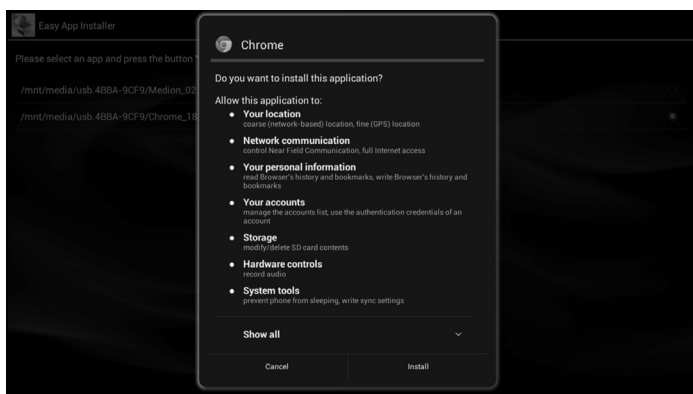 Easy App Installer
Please select an app and press the button "
/mnt/media/usb.4BBA-9CF9/Medion_02
/mnt/media/usb.4BBA-9CF9/Chrome_18
Chrome
Do you want to install this application?
Allow this application to:
● Your location
coarse (network-based) location, fine (GPS) location
● Network communication
control Near Field Communication, full Internet access
● Your personal information
read Browser's history and bookmarks, write Browser's history and
bookmarks
● Your accounts
manage the accounts list, use the authentication credentials of an
account
● Storage
modify/delete SD card contents
● Hardware controls
record audio
● System tools
prevent phone from sleeping, write sync settings
Show all
Cancel Install